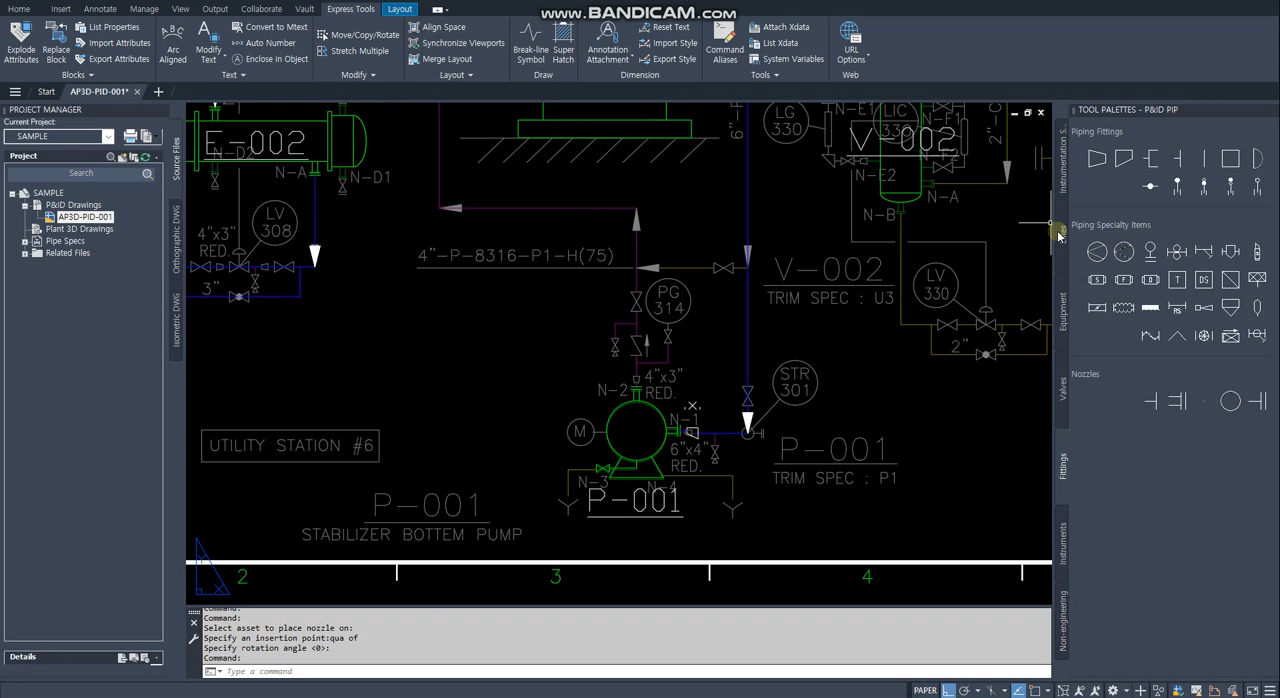 www.BANDICAM.com
Home Insert Annotate Manage View Output Collaborate Vault Express Tools Layout
Explode Attributes
Replace Block
List Properties
Import Attributes
Export Attributes
Blocks
Arc Aligned
Modify Text
Convert to Mtext
Auto Number
Enclose in Object
Text
Move/Copy/Rotate
Stretch Multiple
Modify
Align Space
Synchronize Viewports
Merge Layout
Layout
Break-line Symbol
Super Hatch
Draw
Annotation Attachment
Reset Text
Import Style
Export Style
Dimension
Command Aliases
Attach Xdata
List Xdata
System Variables
Tools
URL Options
Web
Start AP3D-PID-001*
PROJECT MANAGER
Current Project:
SAMPLE
Project
Search
SAMPLE
P&ID Drawings
AP3D-PID-001
Plant 3D Drawings
Pipe Specs
Related Files
Details
Source Files
Orthographic DWG
Isometric DWG
E-002
N-D2
N-A
N-D1
LV
308
4"x3"
RED.
3"
4"-P-8316-P1-H(75)
PG
314
N-2
4"x3"
RED.
M
N-1
6"x4"
RED.
N-3
N-4
P-001
UTILITY STATION #6
P-001
STABILIZER BOTTEM PUMP
STR
301
P-001
TRIM SPEC : P1
LG
330
N-E1
LIC
330
N-F1
V-002
N-E2
N-F2
N-A
N-B
2"-C
V-002
TRIM SPEC : U3
LV
330
2"
2 3 4
Command:
Command:
Select asset to place nozzle on:
Specify an insertion point:qua of
Specify rotation angle <0>:
Command:
Type a command
PAPER
TOOL PALETTES - P&ID PIP
Piping Fittings
Piping Specialty Items
T
DS
RS
Nozzles
Instrumentation S...
Equipment
Valves
Fittings
Instruments
Non-engineering